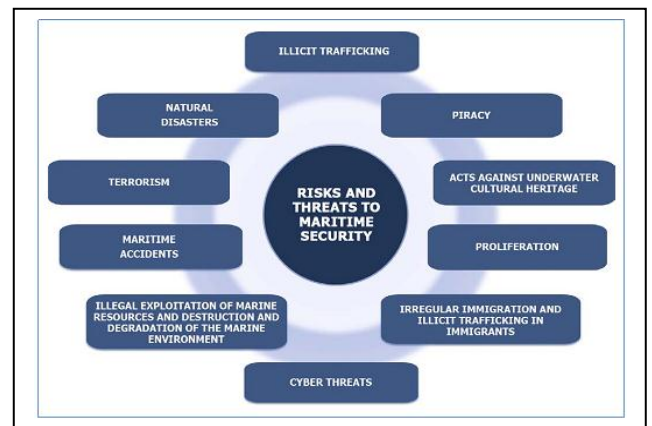 ILLICIT TRAFFICKING
NATURAL
DISASTERS
PIRACY
TERRORISM
RISKS AND
THREATS TO
MARITIME
SECURITY
ACTS AGAINST UNDERWATER
CULTURAL HERITAGE
MARITIME
ACCIDENTS
PROLIFERATION
ILLEGAL EXPLOITATION OF MARINE
RESOURCES AND DESTRUCTION AND
DEGRADATION OF THE MARINE
ENVIRONMENT
IRREGULAR IMMIGRATION AND
ILLICIT TRAFFICKING IN
IMMIGRANTS
CYBER THREATS